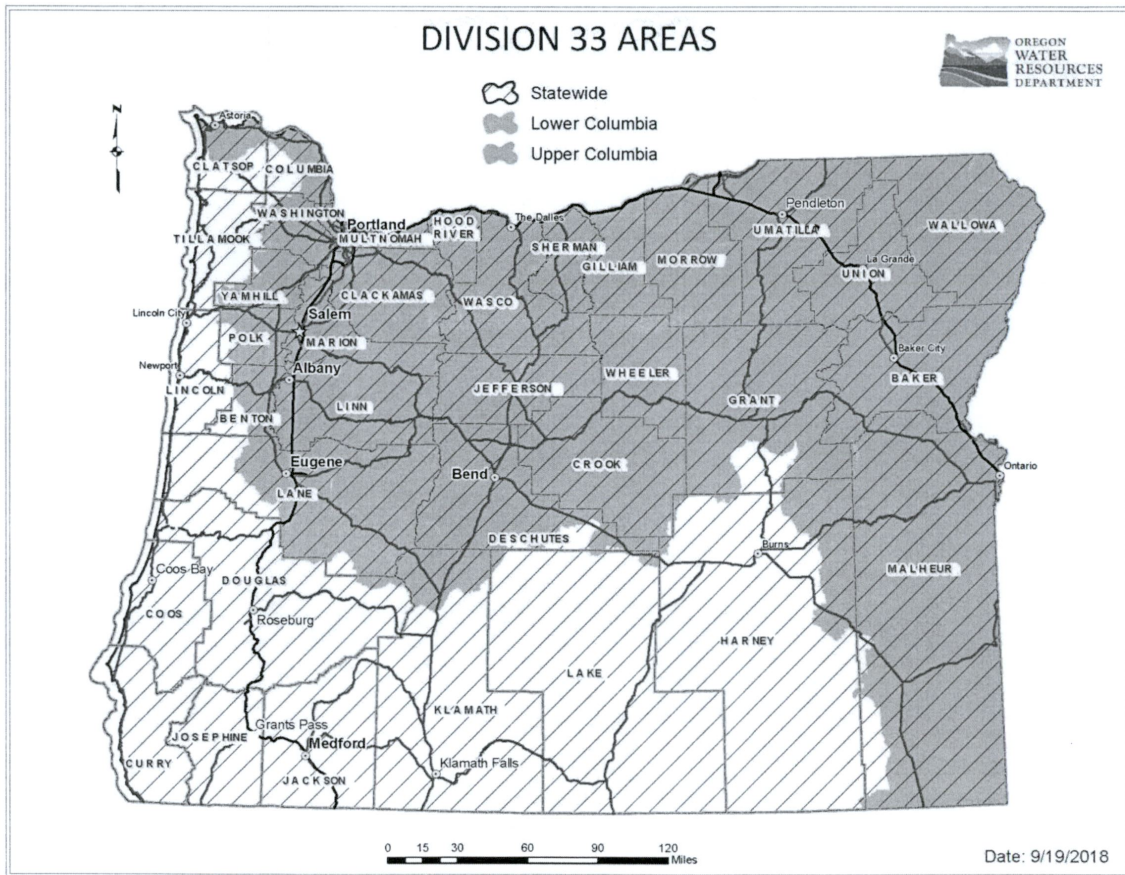 DIVISION 33 AREAS
OREGON
WATER
RESOURCES
DEPARTMENT
Statewide
Lower Columbia
Upper Columbia
N
Astoria
CLATSOP
COLUMBIA
WASHINGTON
Portland
HOOD
RIVER
The Dalles
Pendleton
UMATILLA
WALLOWA
TILLAMOOK
MULTNOMAH
SHERMAN
GILLIAM
MORROW
La Grande
UNION
YAMHILL
CLACKAMAS
WASCO
Lincoln City
Salem
POLK
MARION
Baker City
BAKER
Newport
Albany
LINCOLN
JEFFERSON
WHEELER
GRANT
BENTON
LINN
Eugene
Bend
CROOK
Ontario
LANE
DESCHUTES
Burns
Coos Bay
DOUGLAS
MALHEUR
COOS
Roseburg
HARNEY
LAKE
KLAMATH
Grants Pass
JOSEPHINE
Medford
CURRY
Klamath Falls
JACKSON
0 15 30 60 90 120
Miles
Date: 9/19/2018